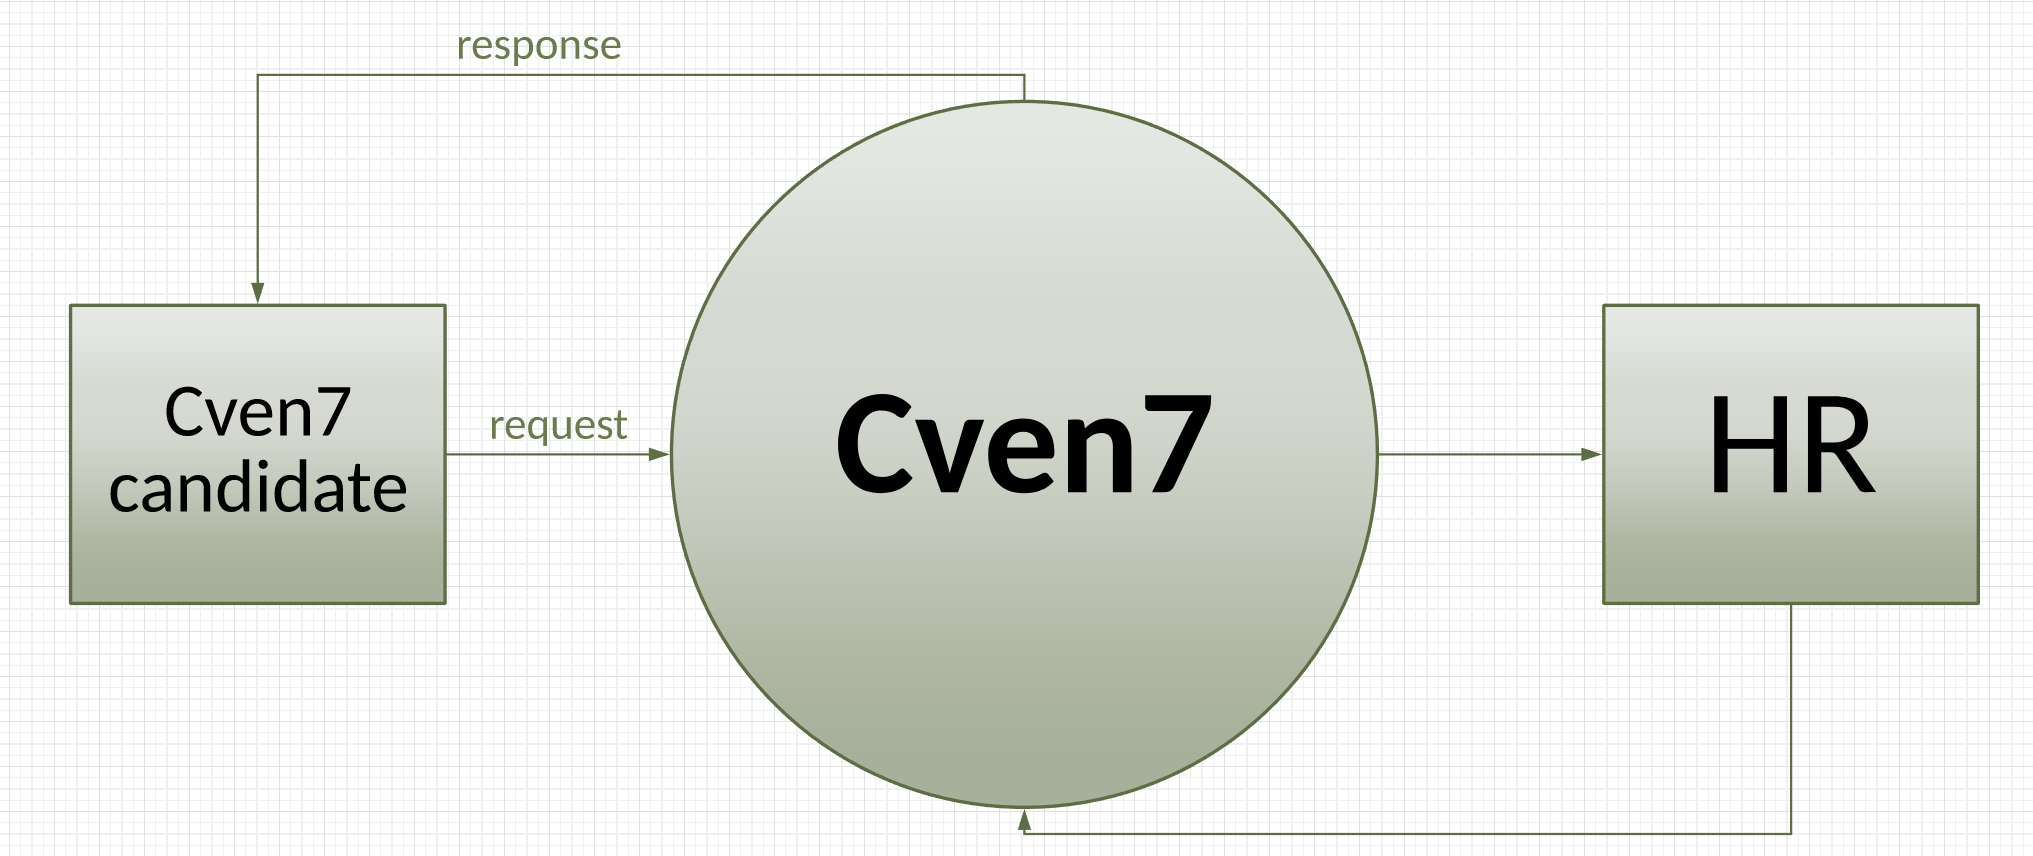 response
Cven7
candidate
request
Cven7
HR